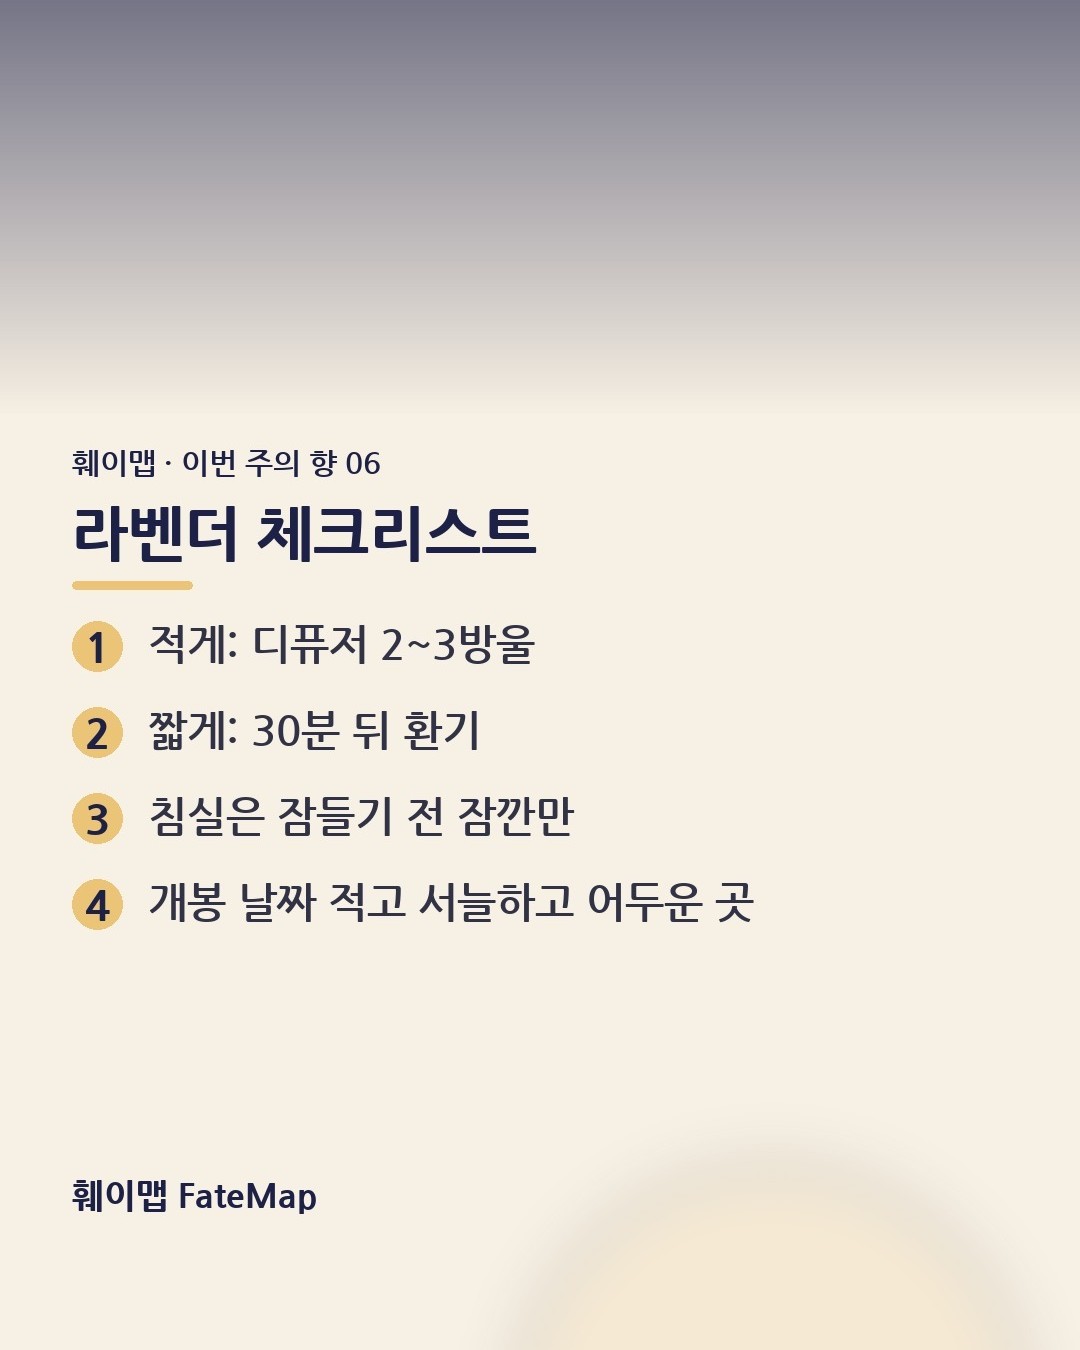 훼이맵 · 이번 주의 향 06
라벤더 체크리스트
1 적게: 디퓨저 2~3방울
2 짧게: 30분 뒤 환기
3 침실은 잠들기 전 잠깐만
4 개봉 날짜 적고 서늘하고 어두운 곳
훼이맵 FateMap